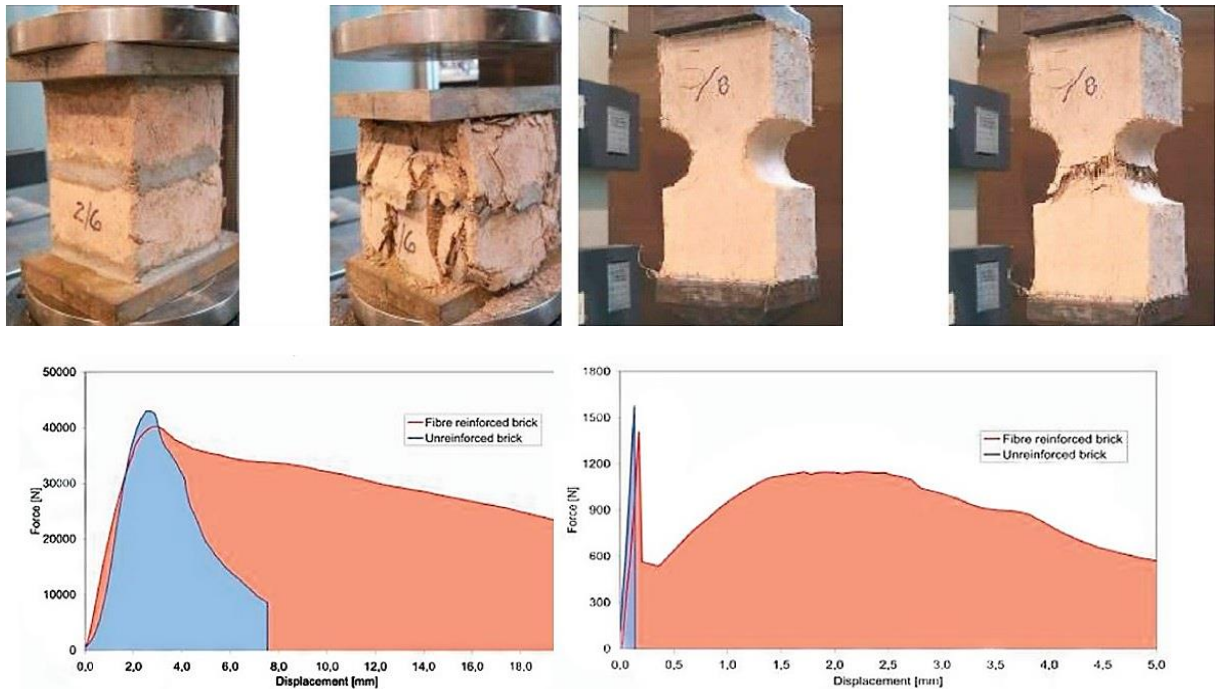 2/6
/6
7/8
7/8
50000
40000
30000
20000
10000
0
Force [N]
Fibre reinforced brick
Unreinforced brick
0,0 2,0 4,0 6,0 8,0 10,0 12,0 14,0 16,0 18,0
Displacement [mm]
1800
1500
1200
900
600
300
0
Force [N]
Fibre reinforced brick
Unreinforced brick
0,0 0,5 1,0 1,5 2,0 2,5 3,0 3,5 4,0 4,5 5,0
Displacement [mm]